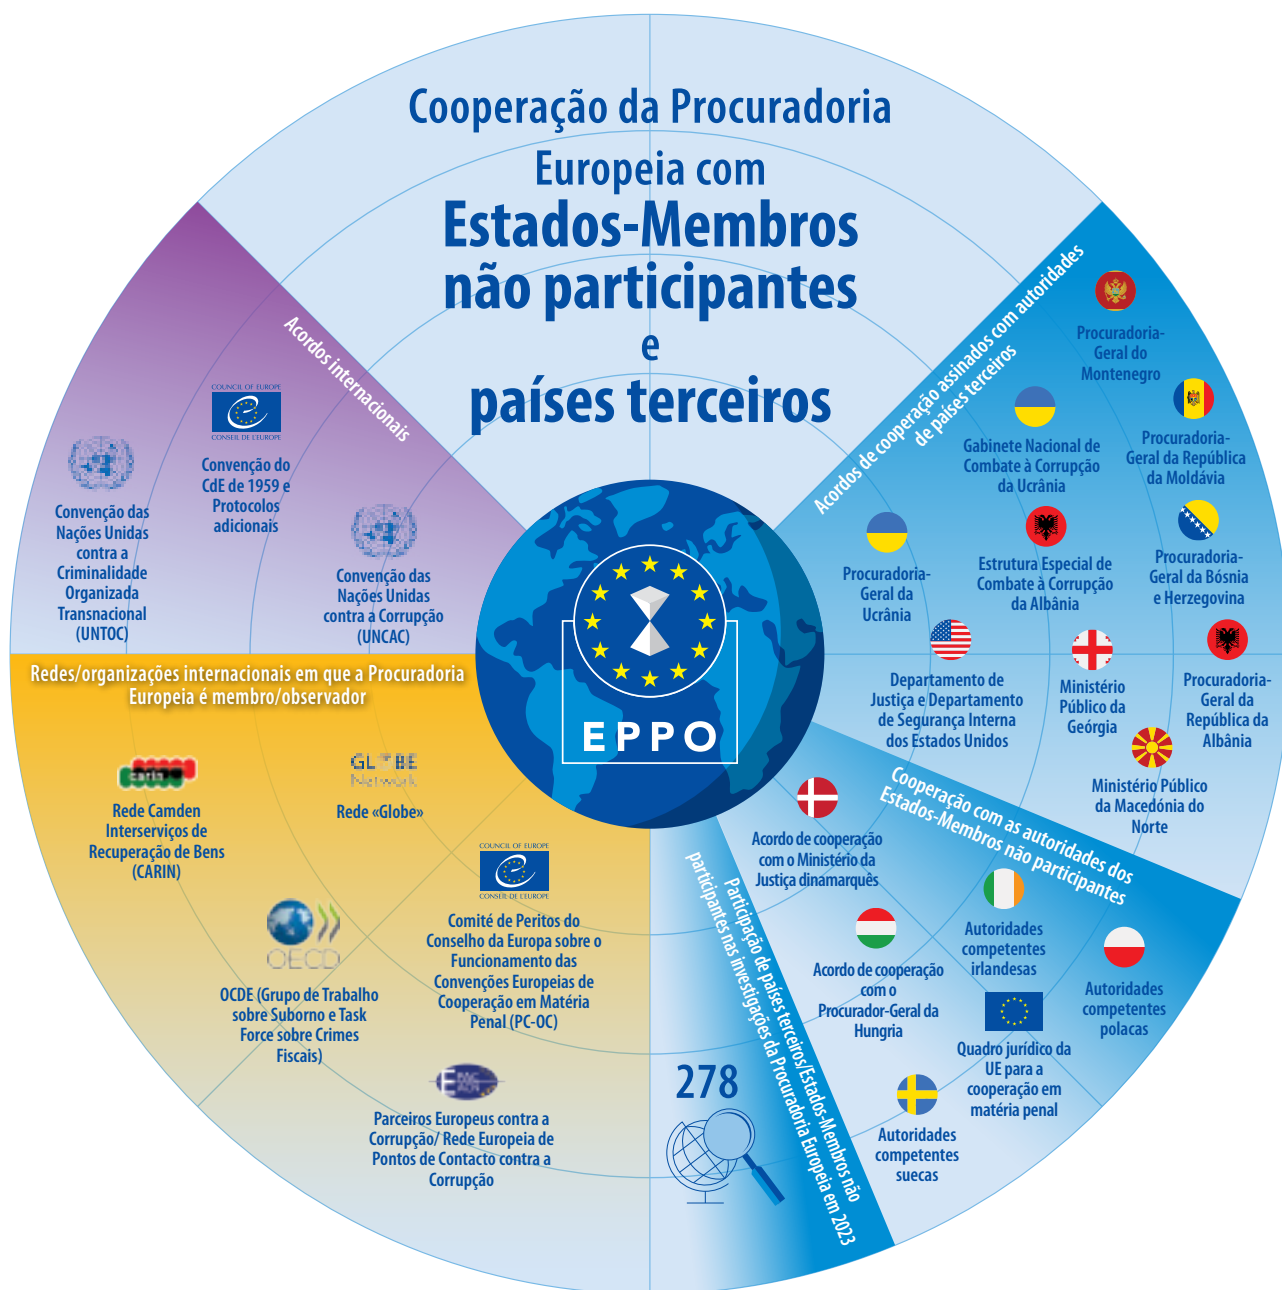 Cooperação da Procuradoria
Europeia com
Estados-Membros
não participantes
e
países terceiros
Acordos internacionais
COUNCIL OF EUROPE
CONSEIL DE L'EUROPE
Convenção do
CdE de 1959 e
Protocolos
adicionais
Convenção das
Nações Unidas
contra a
Criminalidade
Organizada
Transnacional
(UNTOC)
Convenção das
Nações Unidas
contra a Corrupção
(UNCAC)
Acordos de cooperação assinados com autoridades
de países terceiros
Procuradoria-
Geral do
Montenegro
Gabinete Nacional de
Combate à Corrupção
da Ucrânia
Procuradoria-
Geral da República
da Moldávia
Procuradoria-
Geral da
Ucrânia
Estrutura Especial de
Combate à Corrupção
da Albânia
Procuradoria-
Geral da Bósnia
e Herzegovina
Departamento de
Justiça e Departamento
de Segurança Interna
dos Estados Unidos
Ministério
Público da
Geórgia
Procuradoria-
Geral da
República da
Albânia
Ministério Público
da Macedónia do
Norte
EPPO
Redes/organizações internacionais em que a Procuradoria
Europeia é membro/observador
carin
Rede Camden
Interserviços de
Recuperação de Bens
(CARIN)
GL BE
Network
Rede «Globe»
COUNCIL OF EUROPE
CONSEIL DE L'EUROPE
Comité de Peritos do
Conselho da Europa sobre o
Funcionamento das
Convenções Europeias de
Cooperação em Matéria
Penal (PC-OC)
OECD
OCDE (Grupo de Trabalho
sobre Suborno e Task
Force sobre Crimes
Fiscais)
Parceiros Europeus contra a
Corrupção/ Rede Europeia de
Pontos de Contacto contra a
Corrupção
Participação de países terceiros/Estados-Membros não
participantes nas investigações da Procuradoria Europeia em 2023
278
Cooperação com as autoridades dos
Estados-Membros não participantes
Acordo de cooperação
com o Ministério da
Justiça dinamarquês
Acordo de cooperação
com o
Procurador-Geral da
Hungria
Autoridades
competentes
irlandesas
Autoridades
competentes
polacas
Quadro jurídico da
UE para a
cooperação em
matéria penal
Autoridades
competentes
suecas